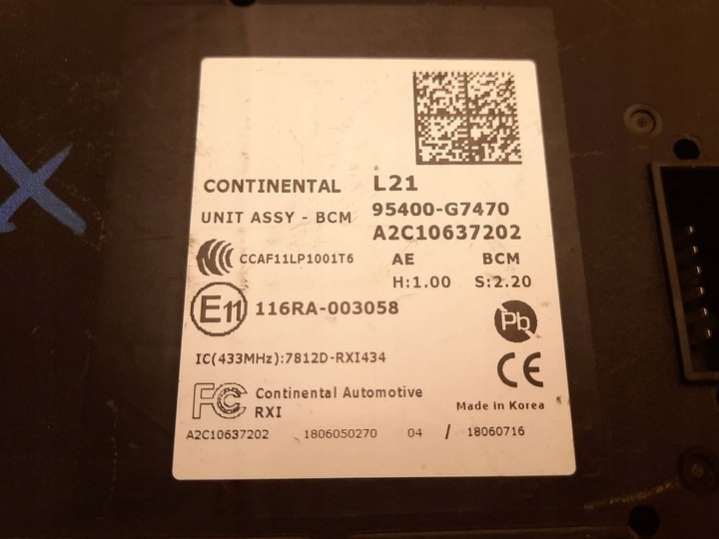 CONTINENTAL L21
UNIT ASSY - BCM 95400-G7470
A2C10637202
CCAF11LP1001T6 AE BCM
H:1.00 S:2.20
E11 116RA-003058
Pb
IC(433MHz):7812D-RXI434
CE
FC Continental Automotive
RXI
Made in Korea
A2C10637202 1806050270 04 / 18060716
X